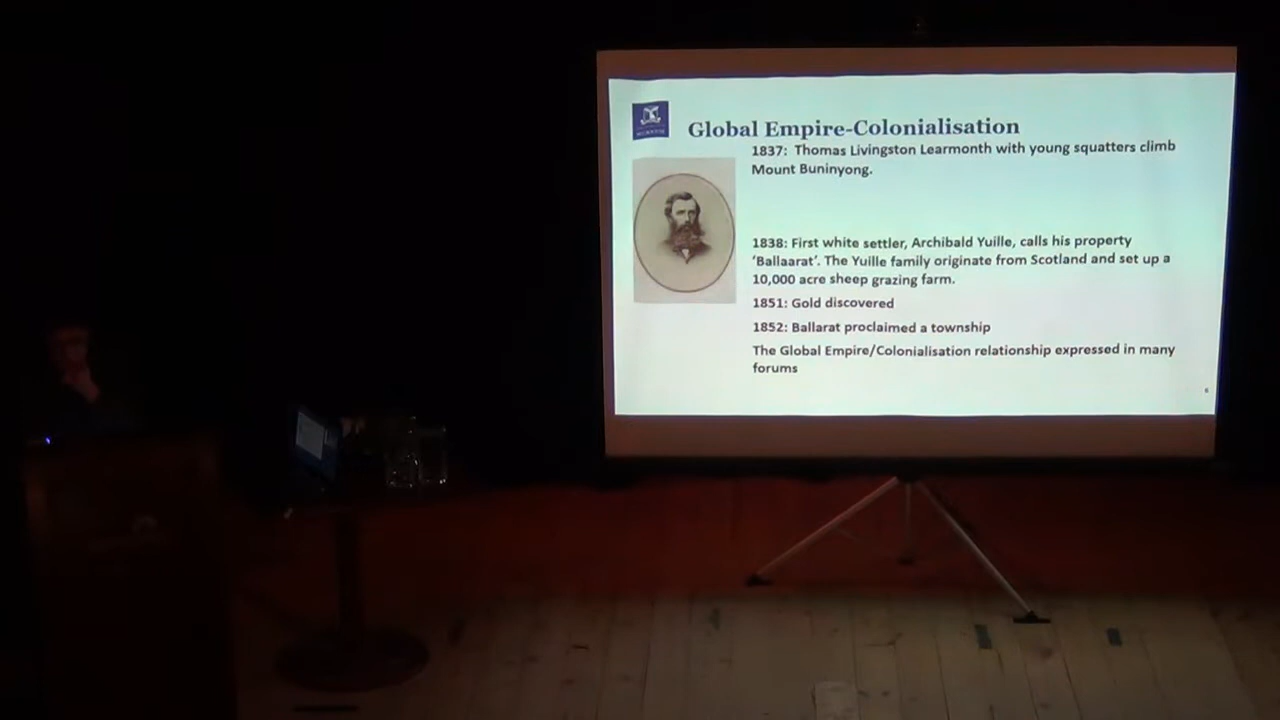 Global Empire-Colonialisation
1837: Thomas Livingston Learmonth with young squatters climb
Mount Buninyong.
1838: First white settler, Archibald Yuille, calls his property
‘Ballaarat’. The Yuille family originate from Scotland and set up a
10,000 acre sheep grazing farm.
1851: Gold discovered
1852: Ballarat proclaimed a township
The Global Empire/Colonialisation relationship expressed in many
forums